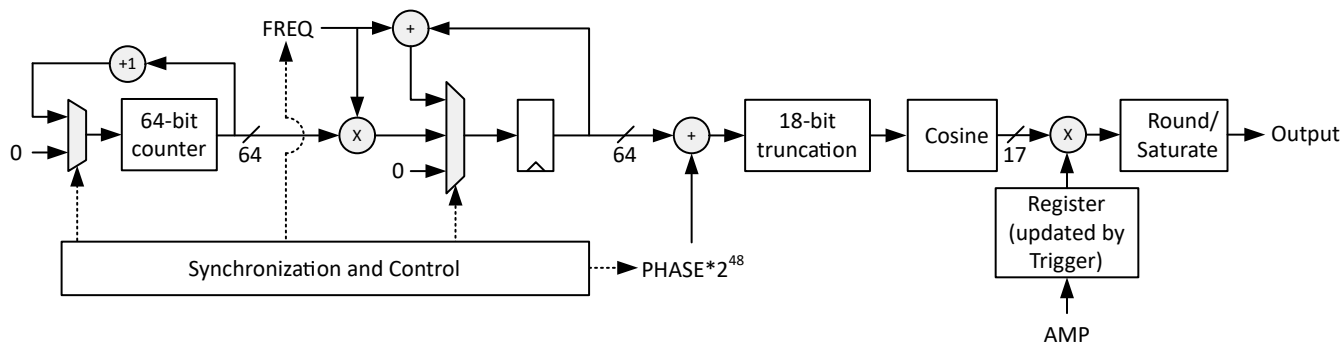 FREQ
+
+1
0
64-bit
counter
64
X
0
64
+
18-bit
truncation
Cosine
17
X
Round/
Saturate
Output
Register
(updated by
Trigger)
AMP
Synchronization and Control
PHASE*2^48